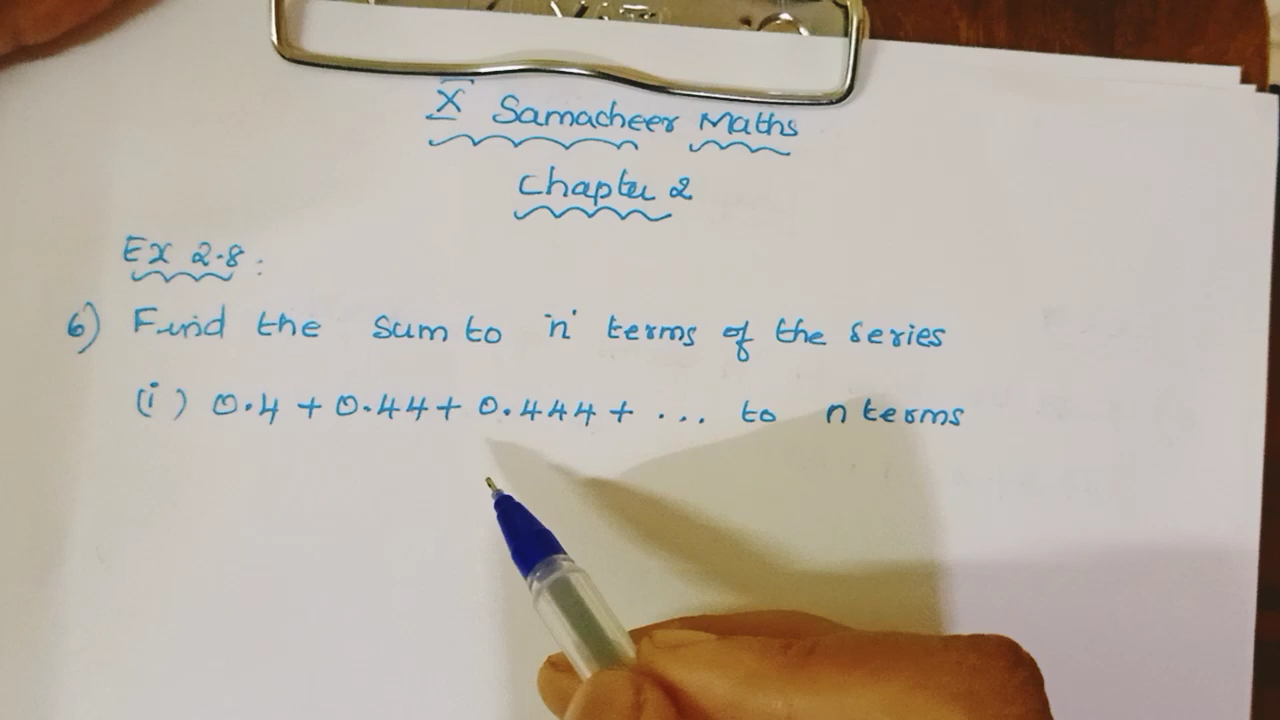 X Samacheer Maths
Chapter 2
Ex 2.8:
6) Find the sum to 'n' terms of the series
(i) 0.4 + 0.44 + 0.444 + ... to n terms